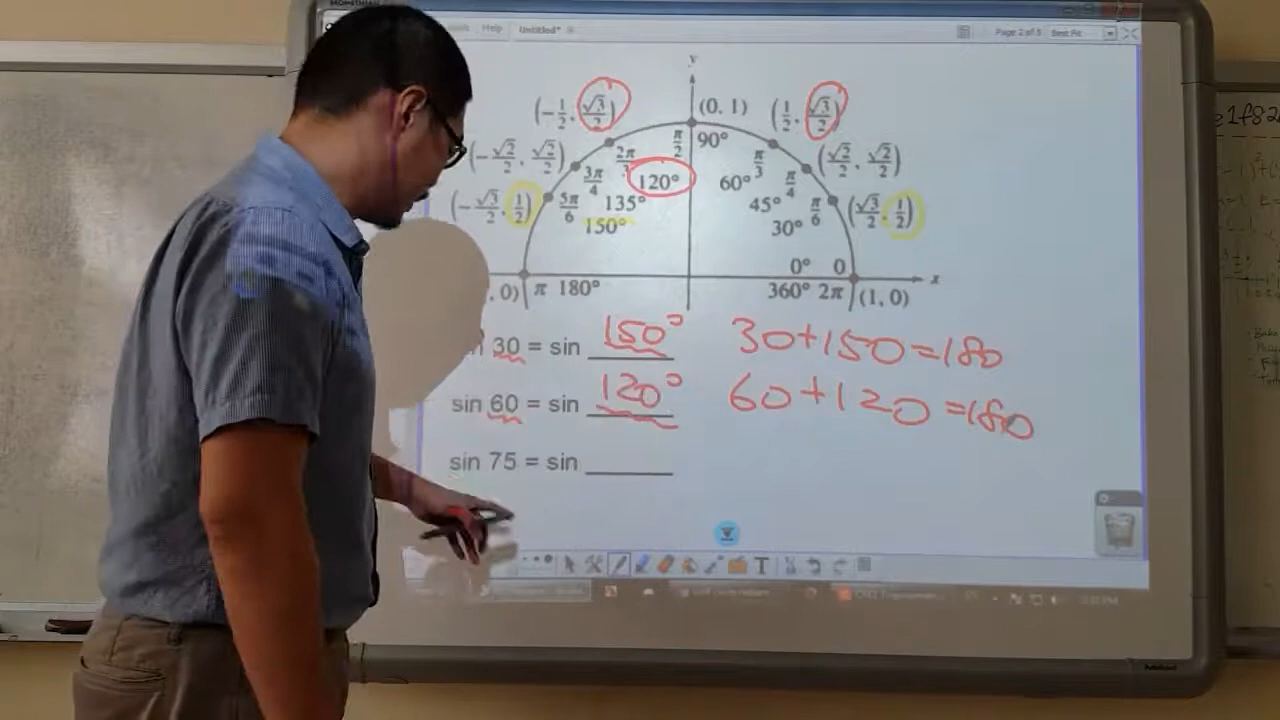 Help Untitled* Page 2 of 5 Best Fit
y
(-1/2, √3/2) (0, 1) (1/2, √3/2)
π/2 90°
(-√2/2, √2/2) 2π/3 π/3 (√2/2, √2/2)
3π/4 120° 60° π/4
(-√3/2, 1/2) 5π/6 135° 45° π/6 (√3/2, 1/2)
150° 30°
0° 0 x
, 0) π 180° 360° 2π (1, 0)
30 = sin 150° 30+150=180
sin 60 = sin 120° 60+120=180
sin 75 = sin ______
T